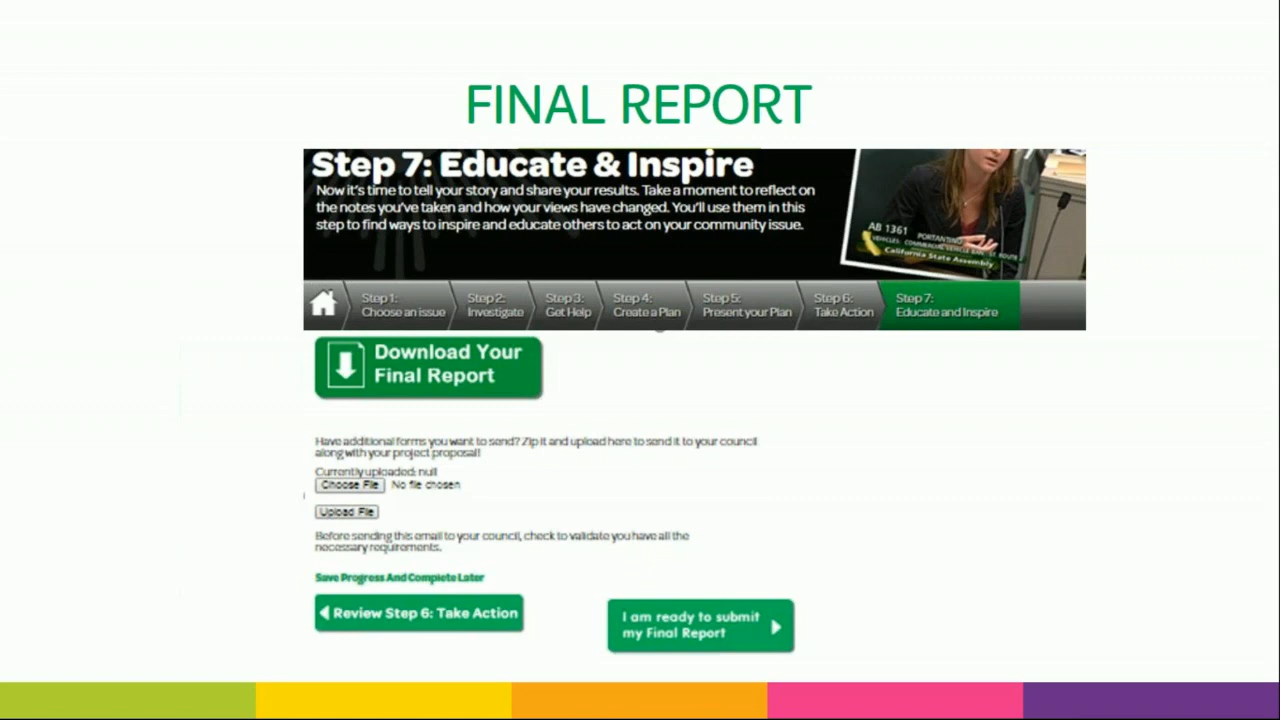 FINAL REPORT
Step 7: Educate & Inspire
Now it's time to tell your story and share your results. Take a moment to reflect on
the notes you've taken and how your views have changed. You'll use them in this
step to find ways to inspire and educate others to act on your community issue.
AB 1361 PORTANTINO
VEHICLES: COMMERCIAL VEHICLE BAN: ST. ROUTE
California State Assembly
Step 1:
Choose an issue
Step 2:
Investigate
Step 3:
Get Help
Step 4:
Create a Plan
Step 5:
Present your Plan
Step 6:
Take Action
Step 7:
Educate and Inspire
Download Your
Final Report
Have additional forms you want to send? Zip it and upload here to send it to your council
along with your project proposal!
Currently uploaded: null
Choose File No file chosen
Upload File
Before sending this email to your council, check to validate you have all the
necessary requirements.
Save Progress And Complete Later
Review Step 6: Take Action
I am ready to submit
my Final Report